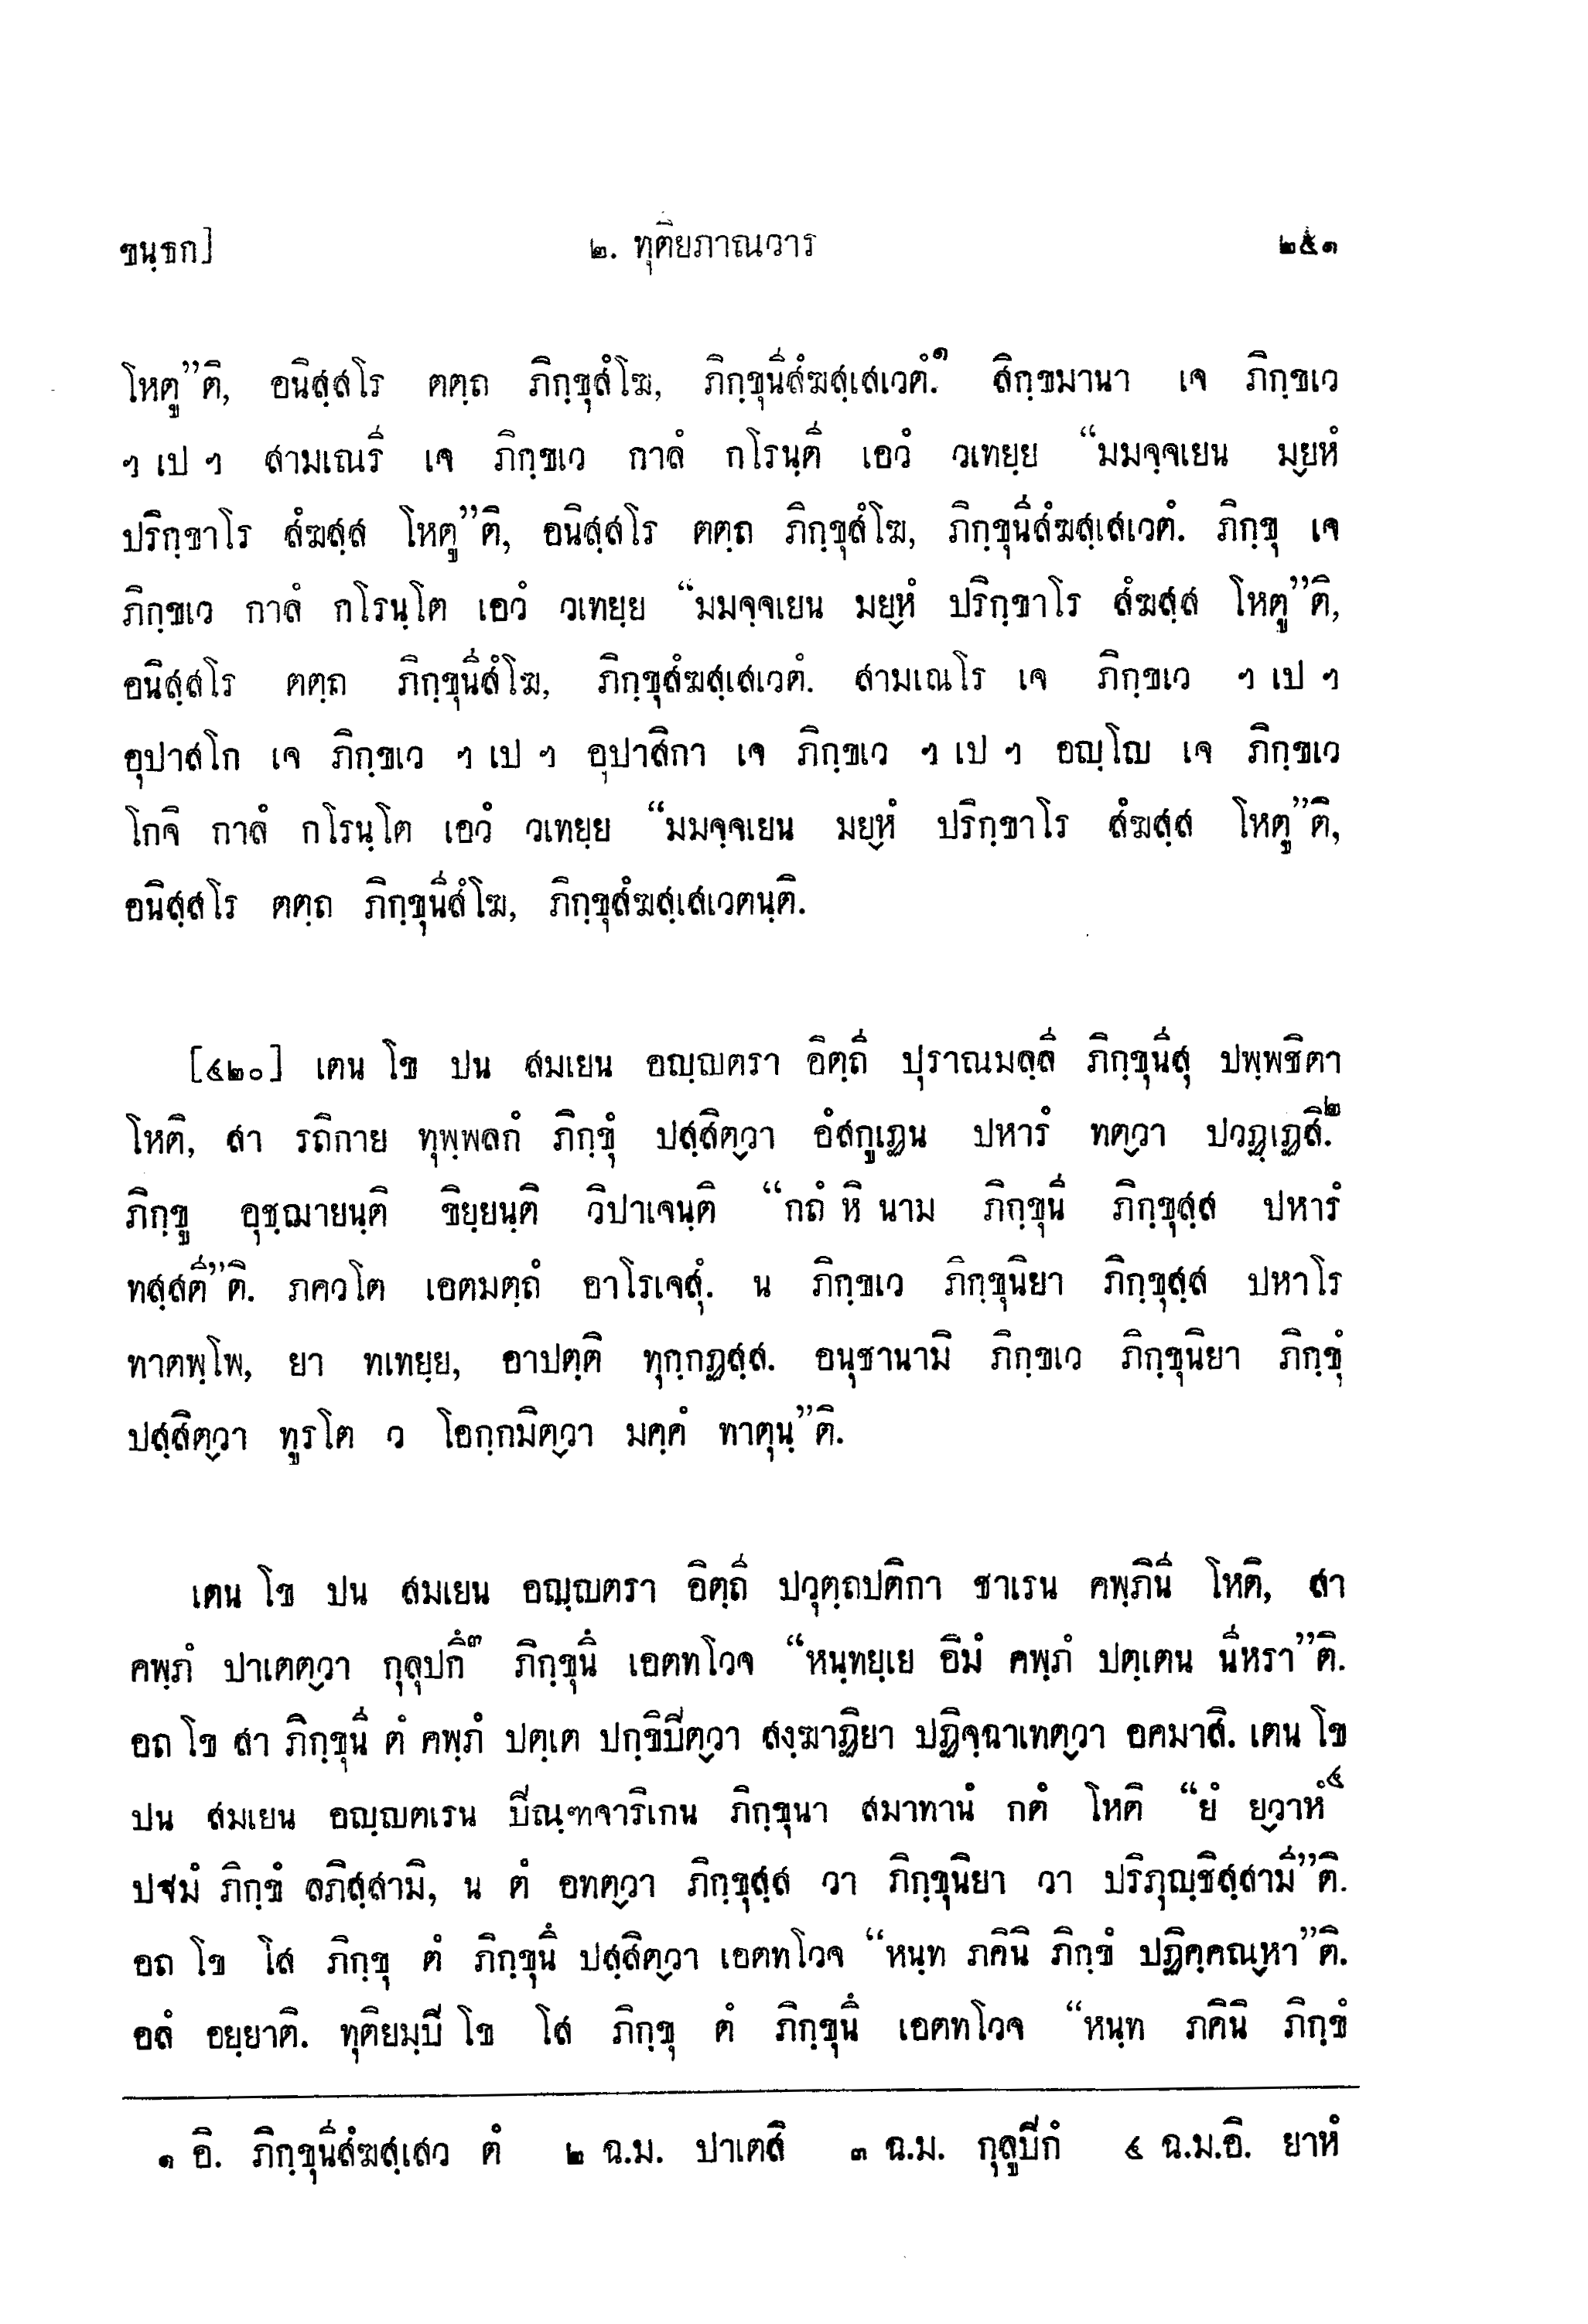 ขนฺธก]
๒. ทุติยภาณวาร
๒๕๑
โหตู”ติ, อนิสฺสโร ตตฺถ ภิกฺขุสํโฆ, ภิกฺขุนีสํฆสฺเสเวตํ.๑ สิกฺขมานา เจ ภิกฺขเว
ฯ เป ฯ สามเณรี เจ ภิกฺขเว กาลํ กโรนฺตี เอวํ วเทยฺย “มมจฺจเยน มยฺหํ
ปริกฺขาโร สํฆสฺส โหตู”ติ, อนิสฺสโร ตตฺถ ภิกฺขุสํโฆ, ภิกฺขุนีสํฆสฺเสเวตํ. ภิกฺขุ เจ
ภิกฺขเว กาลํ กโรนฺโต เอวํ วเทยฺย “มมจฺจเยน มยฺหํ ปริกฺขาโร สํฆสฺส โหตู”ติ,
อนิสฺสโร ตตฺถ ภิกฺขุนีสํโฆ, ภิกฺขุสํฆสฺเสเวตํ. สามเณโร เจ ภิกฺขเว ฯ เป ฯ
อุปาสโก เจ ภิกฺขเว ฯ เป ฯ อุปาสิกา เจ ภิกฺขเว ฯ เป ฯ อญฺโญ เจ ภิกฺขเว
โกจิ กาลํ กโรนฺโต เอวํ วเทยฺย “มมจฺจเยน มยฺหํ ปริกฺขาโร สํฆสฺส โหตู”ติ,
อนิสฺสโร ตตฺถ ภิกฺขุนีสํโฆ, ภิกฺขุสํฆสฺเสเวตนฺติ.
[๔๒๐] เตน โข ปน สมเยน อญฺญตรา อิตฺถี ปุราณมลฺลี ภิกฺขุนีสุ ปพฺพชิตา
โหติ, สา รถิกาย ทุพฺพลกํ ภิกฺขุํ ปสฺสิตฺวา อํสกูเฏน ปหารํ ทตฺวา ปวฏฺเฏสิ.๒
ภิกฺขู อุชฺฌายนฺติ ขิยฺยนฺติ วิปาเจนฺติ “กถํ หิ นาม ภิกฺขุนี ภิกฺขุสฺส ปหารํ
ทสฺสตี”ติ. ภควโต เอตมตฺถํ อาโรเจสุํ. น ภิกฺขเว ภิกฺขุนิยา ภิกฺขุสฺส ปหาโร
ทาตพฺโพ, ยา ทเทยฺย, อาปตฺติ ทุกฺกฏสฺส. อนุชานามิ ภิกฺขเว ภิกฺขุนิยา ภิกฺขุํ
ปสฺสิตฺวา ทูรโต ว โอกฺกมิตฺวา มคฺคํ ทาตุนฺ”ติ.
เตน โข ปน สมเยน อญฺญตรา อิตฺถี ปวุตฺถปติกา ชาเรน คพฺภินี โหติ, สา
คพฺภํ ปาเตตฺวา กุลุปกึ๓ ภิกฺขุนึ เอตทโวจ “หนฺทยฺเย อิมํ คพฺภํ ปตฺเตน นีหรา”ติ.
อถ โข สา ภิกฺขุนี ตํ คพฺภํ ปตฺเต ปกฺขิปิตฺวา สงฺฆาฏิยา ปฏิจฺฉาเทตฺวา อคมาสิ. เตน โข
ปน สมเยน อญฺญตเรน ปิณฺฑจาริเกน ภิกฺขุนา สมาทานํ กตํ โหติ “ยํ ยฺวาหํ๔
ปฐมํ ภิกฺขํ ลภิสฺสามิ, น ตํ อทตฺวา ภิกฺขุสฺส วา ภิกฺขุนิยา วา ปริภุญฺชิสฺสามี”ติ.
อถ โข โส ภิกฺขุ ตํ ภิกฺขุนึ ปสฺสิตฺวา เอตทโวจ “หนฺท ภคินิ ภิกฺขํ ปฏิคฺคณฺหา”ติ.
อลํ อยฺยาติ. ทุติยมฺปิ โข โส ภิกฺขุ ตํ ภิกฺขุนึ เอตทโวจ “หนฺท ภคินิ ภิกฺขํ
๑ อิ. ภิกฺขุนีสํฆสฺเสว ตํ ๒ ฉ.ม. ปาเตสิ ๓ ฉ.ม. กุลูปิกํ ๔ ฉ.ม.อิ. ยาหํ